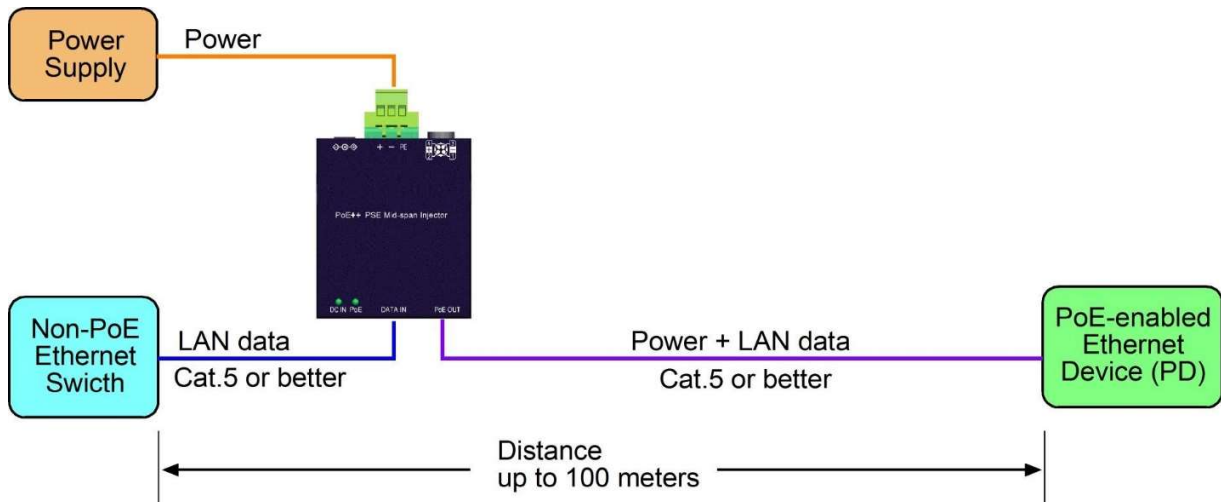 Power
Supply
Power
+ − PE
PoE++ PSE Mid-span Injector
DC IN PoE DATA IN PoE OUT
Non-PoE
Ethernet
Swicth
LAN data
Cat.5 or better
Power + LAN data
Cat.5 or better
PoE-enabled
Ethernet
Device (PD)
Distance
up to 100 meters